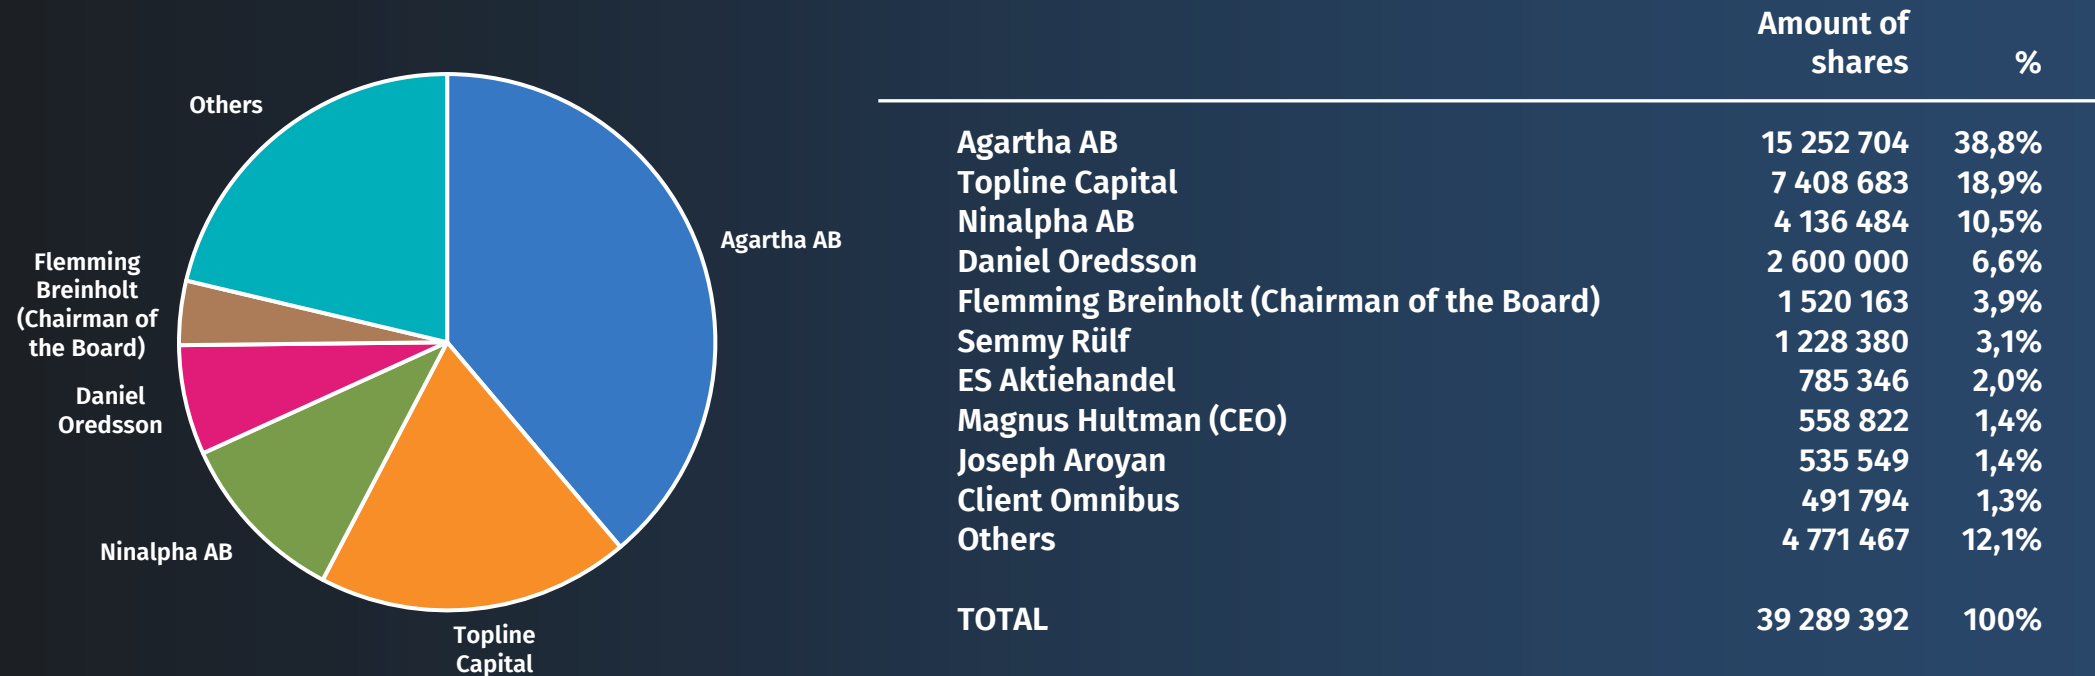 Others
Flemming
Breinholt
(Chairman of
the Board)
Daniel
Oredsson
Ninalpha AB
Topline
Capital
Agartha AB
Amount of
shares %
Agartha AB 15 252 704 38,8%
Topline Capital 7 408 683 18,9%
Ninalpha AB 4 136 484 10,5%
Daniel Oredsson 2 600 000 6,6%
Flemming Breinholt (Chairman of the Board) 1 520 163 3,9%
Semmy Rülf 1 228 380 3,1%
ES Aktiehandel 785 346 2,0%
Magnus Hultman (CEO) 558 822 1,4%
Joseph Aroyan 535 549 1,4%
Client Omnibus 491 794 1,3%
Others 4 771 467 12,1%
TOTAL 39 289 392 100%